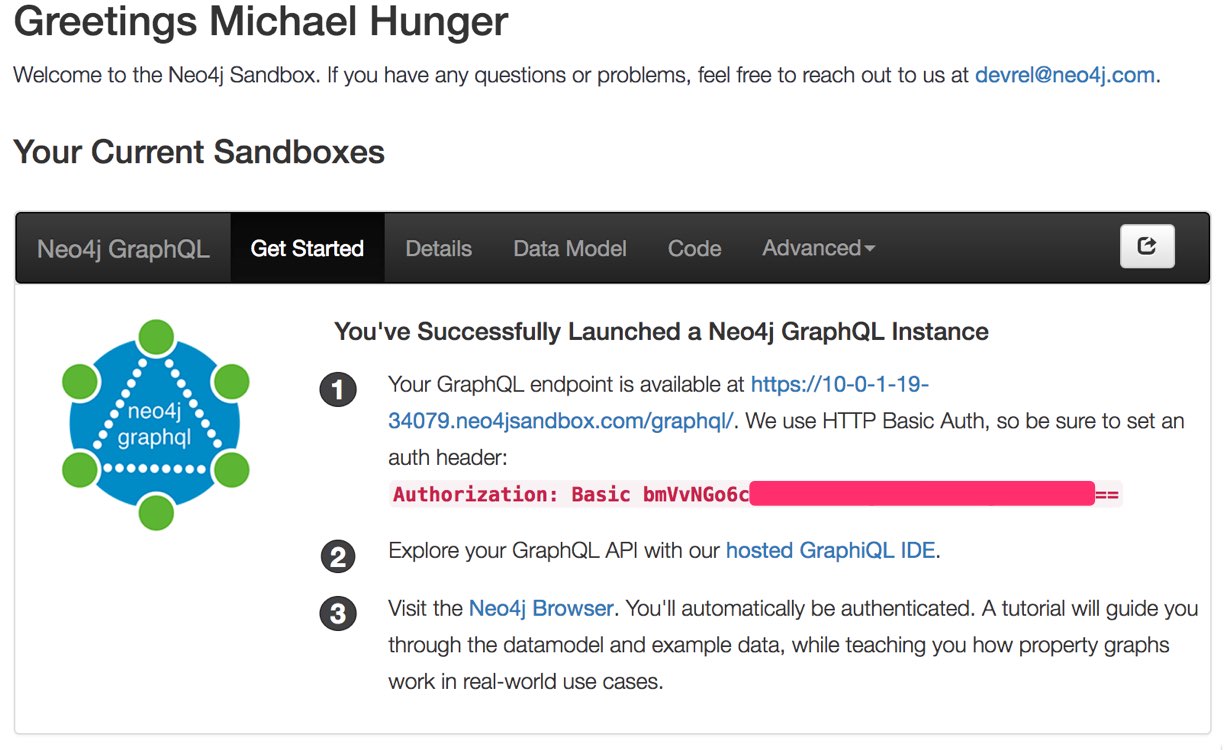 Greetings Michael Hunger
Welcome to the Neo4j Sandbox. If you have any questions or problems, feel free to reach out to us at devrel@neo4j.com.
Your Current Sandboxes
Neo4j GraphQL Get Started Details Data Model Code Advanced
neo4j
graphql
You've Successfully Launched a Neo4j GraphQL Instance
1 Your GraphQL endpoint is available at https://10-0-1-19-
34079.neo4jsandbox.com/graphql/. We use HTTP Basic Auth, so be sure to set an
auth header:
Authorization: Basic bmVvNGo6c ==
2 Explore your GraphQL API with our hosted GraphiQL IDE.
3 Visit the Neo4j Browser. You'll automatically be authenticated. A tutorial will guide you
through the datamodel and example data, while teaching you how property graphs
work in real-world use cases.